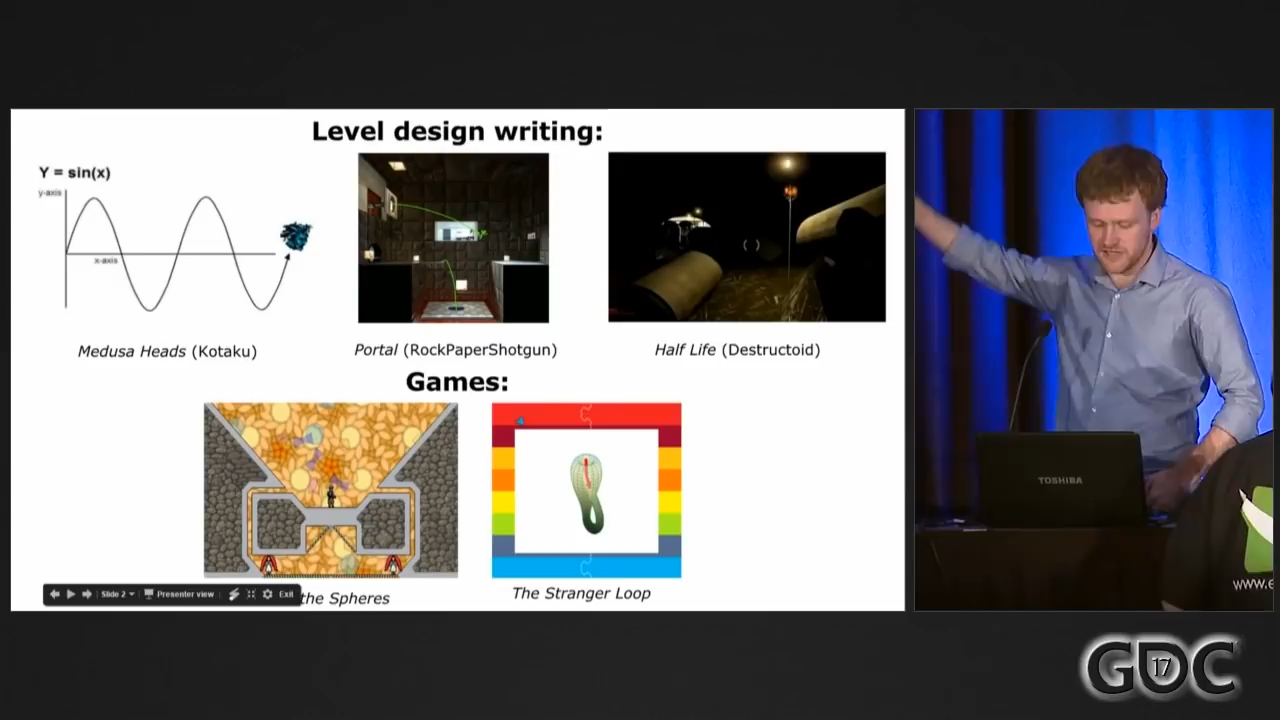 Level design writing:
Y = sin(x)
y-axis
x-axis
Medusa Heads (Kotaku)
Portal (RockPaperShotgun)
Half Life (Destructoid)
Games:
the Spheres
The Stranger Loop
Slide 2
Presenter view
Exit
TOSHIBA
www.e
GDC
17